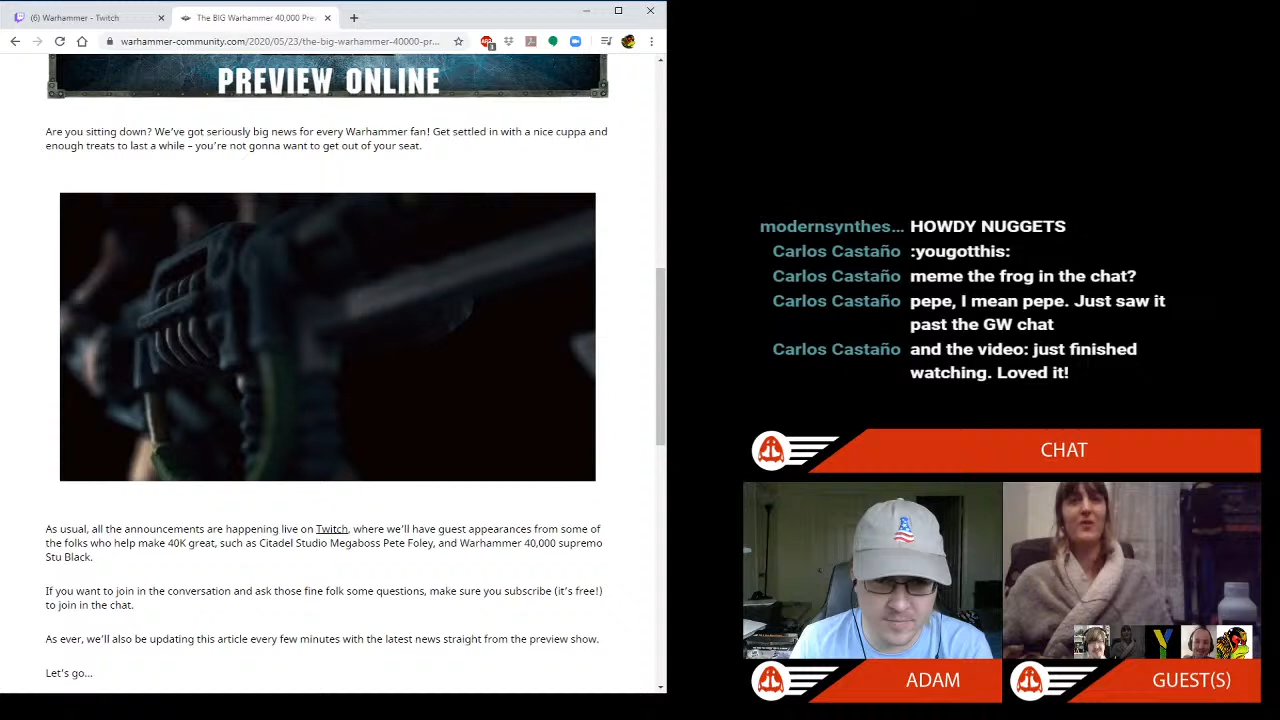 (6) Warhammer - Twitch
The BIG Warhammer 40,000 Pre
warhammer-community.com/2020/05/23/the-big-warhammer-40000-pr...
PREVIEW ONLINE
Are you sitting down? We've got seriously big news for every Warhammer fan! Get settled in with a nice cuppa and
enough treats to last a while – you're not gonna want to get out of your seat.
As usual, all the announcements are happening live on Twitch, where we'll have guest appearances from some of
the folks who help make 40K great, such as Citadel Studio Megaboss Pete Foley, and Warhammer 40,000 supremo
Stu Black.
If you want to join in the conversation and ask those fine folk some questions, make sure you subscribe (it's free!)
to join in the chat.
As ever, we'll also be updating this article every few minutes with the latest news straight from the preview show.
Let's go...
modernsynthes... HOWDY NUGGETS
Carlos Castaño :yougotthis:
Carlos Castaño meme the frog in the chat?
Carlos Castaño pepe, I mean pepe. Just saw it
past the GW chat
Carlos Castaño and the video: just finished
watching. Loved it!
CHAT
ADAM
GUEST(S)